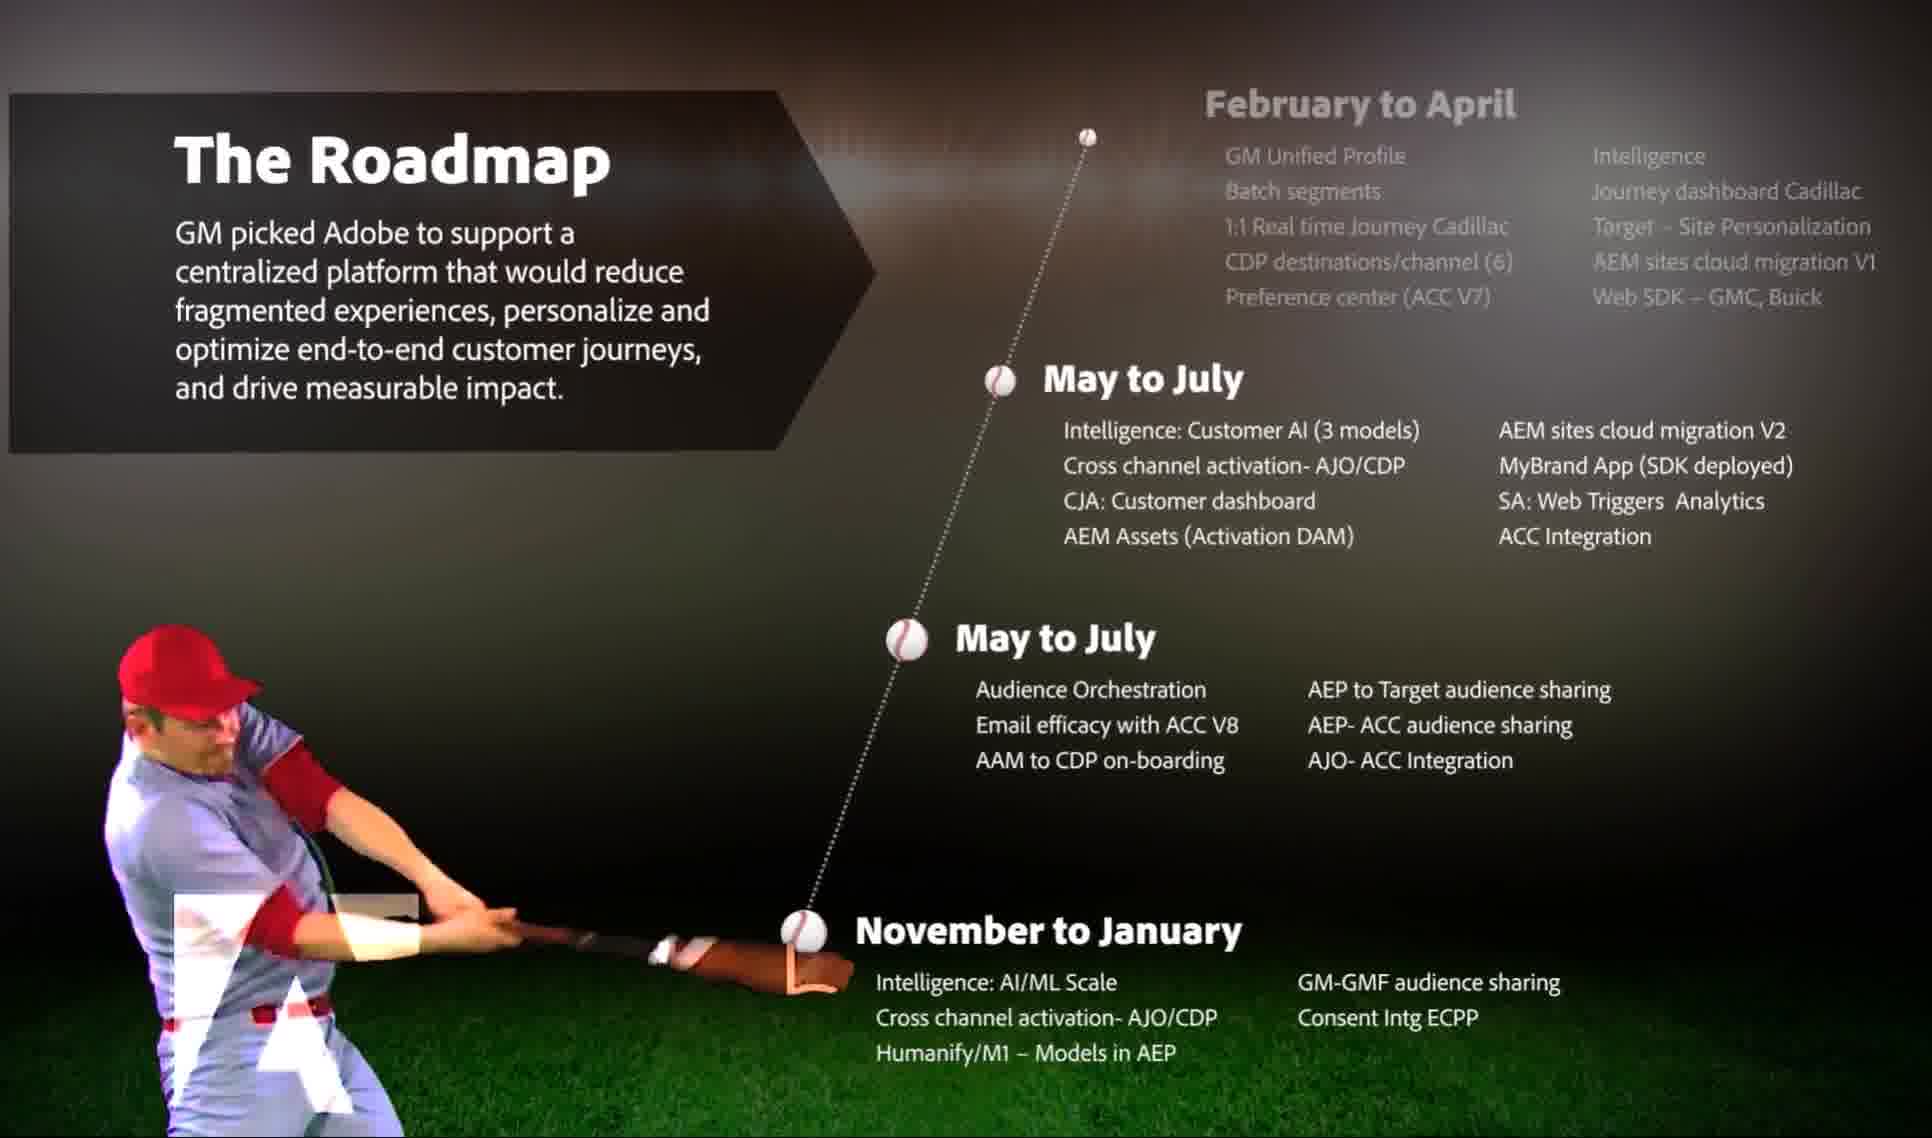 The Roadmap
GM picked Adobe to support a
centralized platform that would reduce
fragmented experiences, personalize and
optimize end-to-end customer journeys,
and drive measurable impact.
February to April
GM Unified Profile
Batch segments
1:1 Real time Journey Cadillac
CDP destinations/channel (6)
Preference center (ACC V7)
Intelligence
Journey dashboard Cadillac
Target – Site Personalization
AEM sites cloud migration V1
Web SDK – GMC, Buick
May to July
Intelligence: Customer AI (3 models)
Cross channel activation- AJO/CDP
CJA: Customer dashboard
AEM Assets (Activation DAM)
AEM sites cloud migration V2
MyBrand App (SDK deployed)
SA: Web Triggers  Analytics
ACC Integration
May to July
Audience Orchestration
Email efficacy with ACC V8
AAM to CDP on-boarding
AEP to Target audience sharing
AEP- ACC audience sharing
AJO- ACC Integration
November to January
Intelligence: AI/ML Scale
Cross channel activation- AJO/CDP
Humanify/M1 – Models in AEP
GM-GMF audience sharing
Consent Intg ECPP